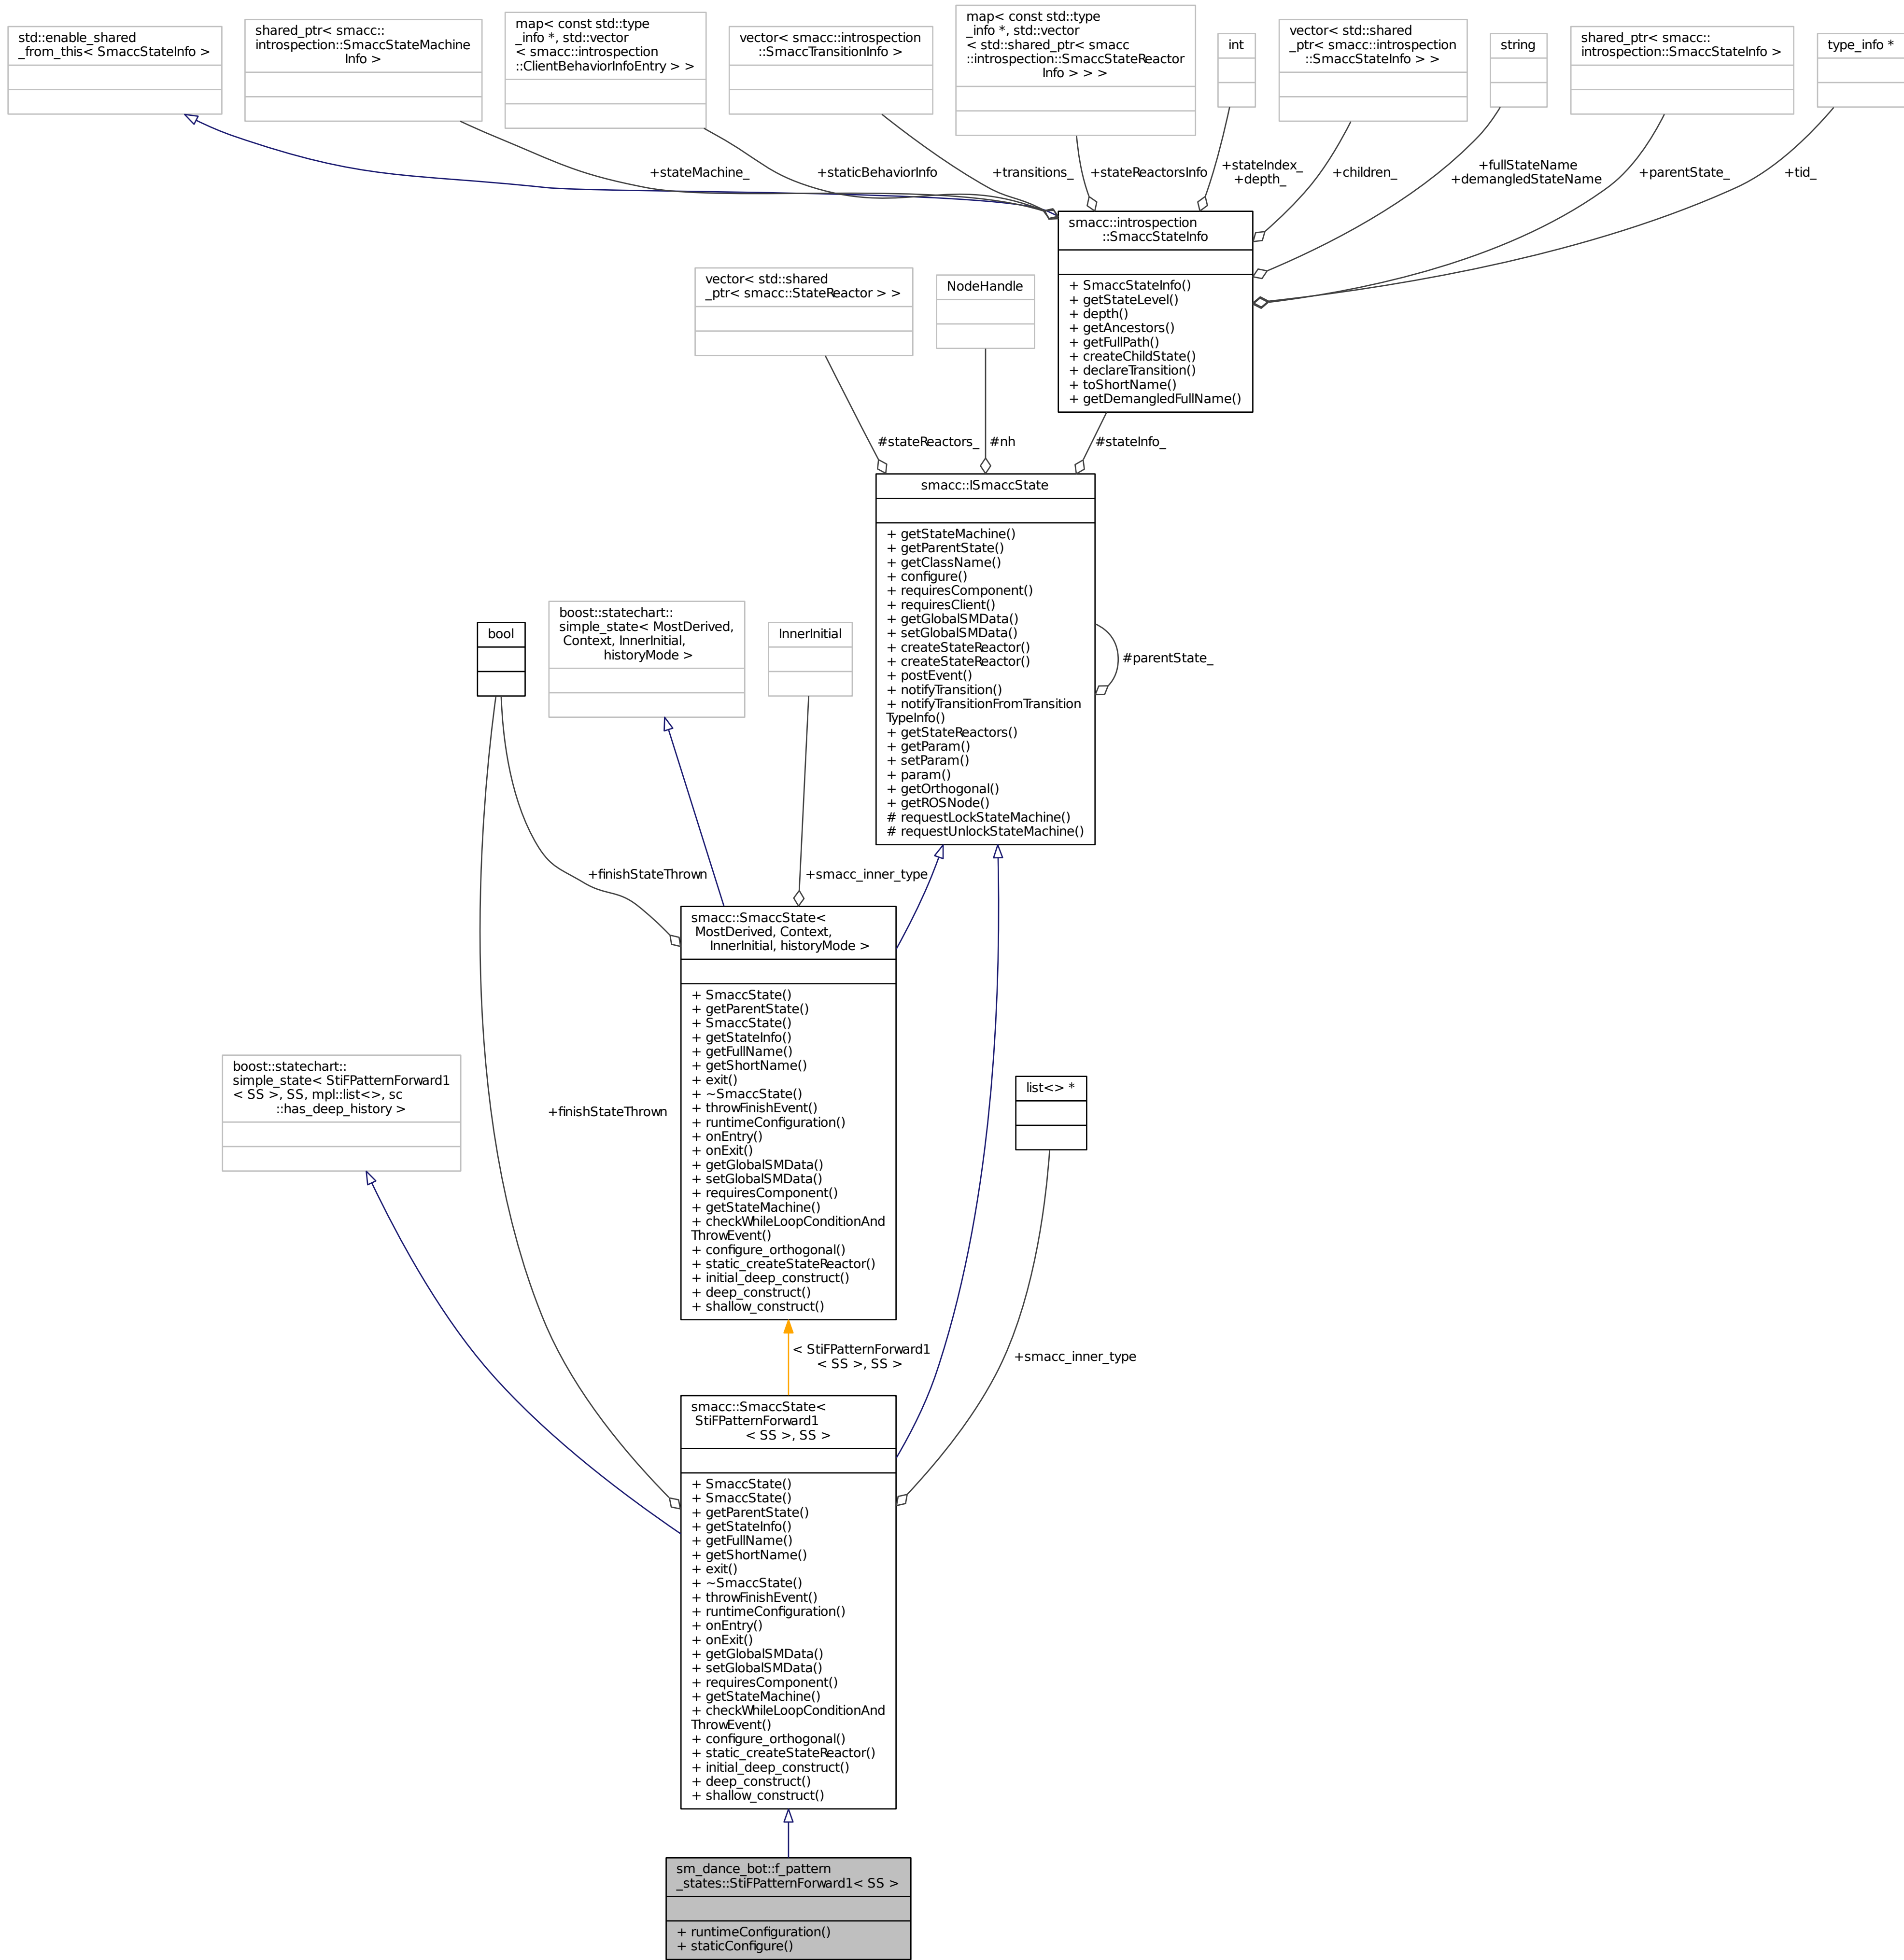 std::enable_shared
_from_this< SmaccStateInfo >
shared_ptr< smacc::
introspection::SmaccStateMachine
Info >
map< const std::type
_info *, std::vector
< smacc::introspection
::ClientBehaviorInfoEntry > >
vector< smacc::introspection
::SmaccTransitionInfo >
map< const std::type
_info *, std::vector
< std::shared_ptr< smacc
::introspection::SmaccStateReactor
Info > > >
int
vector< std::shared
_ptr< smacc::introspection
::SmaccStateInfo > >
string
shared_ptr< smacc::
introspection::SmaccStateInfo >
type_info *
+stateMachine_
+staticBehaviorInfo
+transitions_
+stateReactorsInfo
+stateIndex_
+depth_
+children_
+fullStateName
+demangledStateName
+parentState_
+tid_
smacc::introspection
::SmaccStateInfo
+ SmaccStateInfo()
+ getStateLevel()
+ depth()
+ getAncestors()
+ getFullPath()
+ createChildState()
+ declareTransition()
+ toShortName()
+ getDemangledFullName()
vector< std::shared
_ptr< smacc::StateReactor > >
NodeHandle
#stateReactors_
#nh
#stateInfo_
smacc::ISmaccState
+ getStateMachine()
+ getParentState()
+ getClassName()
+ configure()
+ requiresComponent()
+ requiresClient()
+ getGlobalSMData()
+ setGlobalSMData()
+ createStateReactor()
+ createStateReactor()
+ postEvent()
+ notifyTransition()
+ notifyTransitionFromTransition
TypeInfo()
+ getStateReactors()
+ getParam()
+ setParam()
+ param()
+ getOrthogonal()
+ getROSNode()
# requestLockStateMachine()
# requestUnlockStateMachine()
#parentState_
bool
boost::statechart::
simple_state< MostDerived,
Context, InnerInitial,
historyMode >
InnerInitial
+finishStateThrown
+smacc_inner_type
smacc::SmaccState<
MostDerived, Context,
InnerInitial, historyMode >
+ SmaccState()
+ getParentState()
+ SmaccState()
+ getStateInfo()
+ getFullName()
+ getShortName()
+ exit()
+ ~SmaccState()
+ throwFinishEvent()
+ runtimeConfiguration()
+ onEntry()
+ onExit()
+ getGlobalSMData()
+ setGlobalSMData()
+ requiresComponent()
+ getStateMachine()
+ checkWhileLoopConditionAnd
ThrowEvent()
+ configure_orthogonal()
+ static_createStateReactor()
+ initial_deep_construct()
+ deep_construct()
+ shallow_construct()
boost::statechart::
simple_state< StiFPatternForward1
< SS >, SS, mpl::list<>, sc
::has_deep_history >
+finishStateThrown
list<> *
< StiFPatternForward1
< SS >, SS >
+smacc_inner_type
smacc::SmaccState<
StiFPatternForward1
< SS >, SS >
+ SmaccState()
+ SmaccState()
+ getParentState()
+ getStateInfo()
+ getFullName()
+ getShortName()
+ exit()
+ ~SmaccState()
+ throwFinishEvent()
+ runtimeConfiguration()
+ onEntry()
+ onExit()
+ getGlobalSMData()
+ setGlobalSMData()
+ requiresComponent()
+ getStateMachine()
+ checkWhileLoopConditionAnd
ThrowEvent()
+ configure_orthogonal()
+ static_createStateReactor()
+ initial_deep_construct()
+ deep_construct()
+ shallow_construct()
sm_dance_bot::f_pattern
_states::StiFPatternForward1< SS >
+ runtimeConfiguration()
+ staticConfigure()